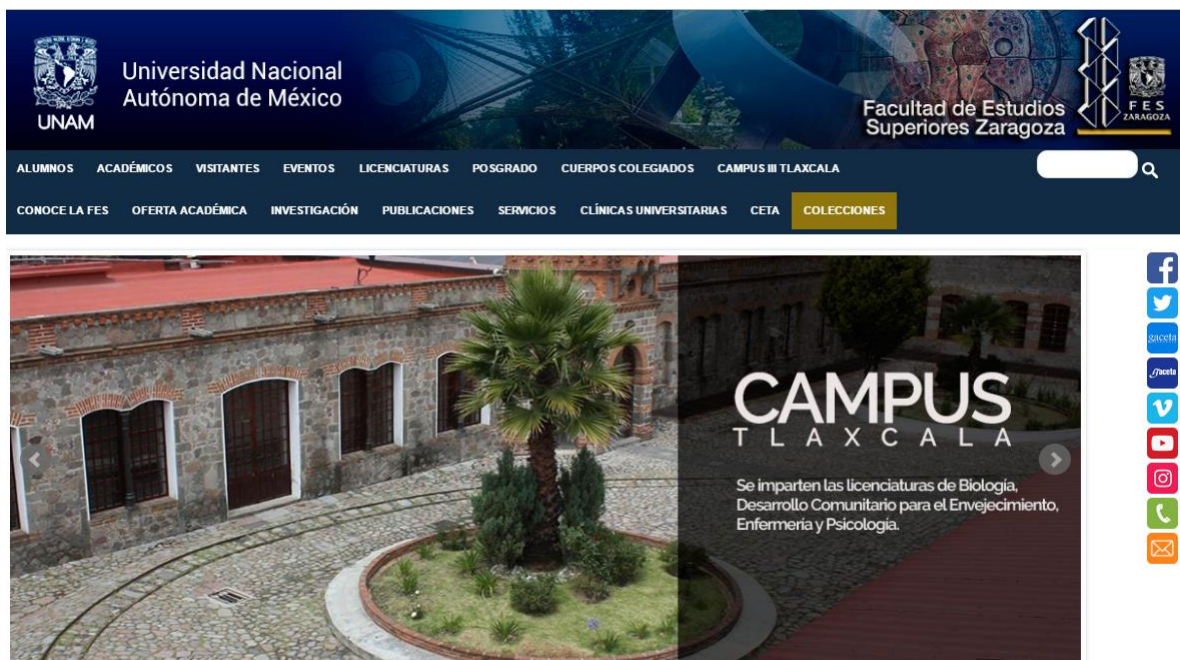 UNAM
Universidad Nacional
Autónoma de México
Facultad de Estudios
Superiores Zaragoza
FES
ZARAGOZA
ALUMNOS ACADÉMICOS VISITANTES EVENTOS LICENCIATURAS POSGRADO CUERPOS COLEGIADOS CAMPUS III TLAXCALA
CONOCE LA FES OFERTA ACADÉMICA INVESTIGACIÓN PUBLICACIONES SERVICIOS CLÍNICAS UNIVERSITARIAS CETA COLECCIONES
CAMPUS
TLAXCALA
Se imparten las licenciaturas de Biología,
Desarrollo Comunitario para el Envejecimiento,
Enfermería y Psicología.
gaceta
gaceta